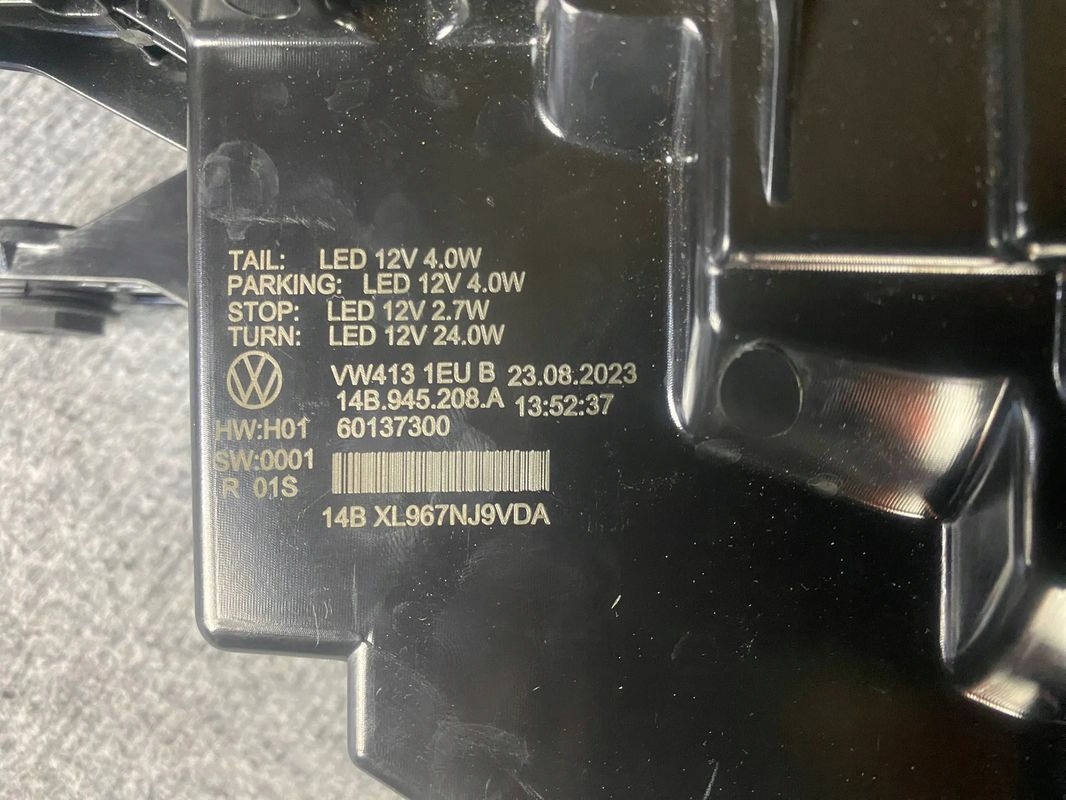 TAIL: LED 12V 4.0W
PARKING: LED 12V 4.0W
STOP: LED 12V 2.7W
TURN: LED 12V 24.0W
VW413 1EU B 23.08.2023
14B.945.208.A 13:52:37
HW:H01 60137300
SW:0001
R 01S
14B XL967NJ9VDA